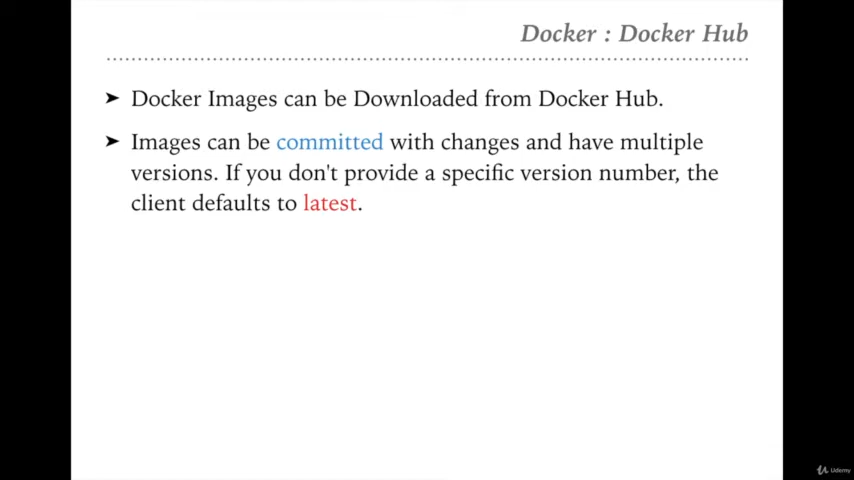 Docker : Docker Hub
➤ Docker Images can be Downloaded from Docker Hub.
➤ Images can be committed with changes and have multiple
versions. If you don't provide a specific version number, the
client defaults to latest.
Udemy